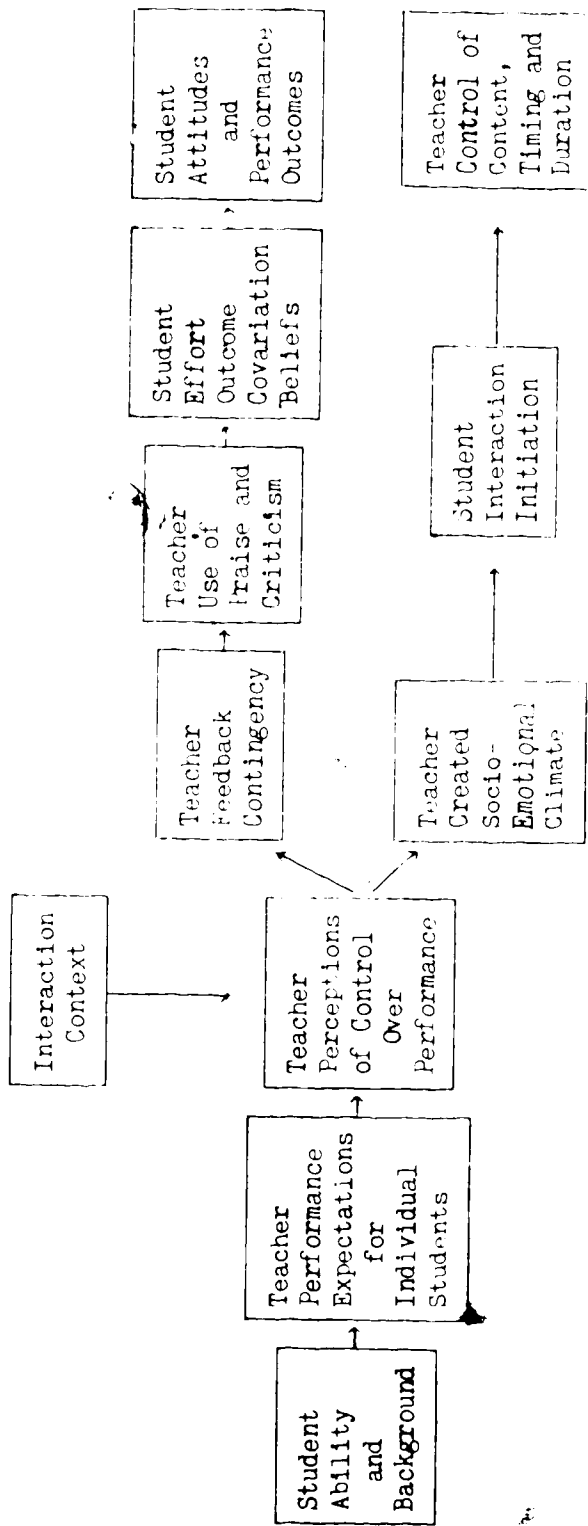 Interaction
Context
Student
Ability
and
Background
Teacher
Performance
Expectations
for
Individual
Students
Teacher
Perceptions
of Control
Over
Performance
Teacher
Feedback
Contingency
Teacher
Use of
Praise and
Criticism
Student
Effort
Outcome
Covariation
Beliefs
Student
Attitudes
and
Performance
Outcomes
Teacher
Created
Socio-
Emotional
Climate
Student
Interaction
Initiation
Teacher
Control of
Content,
Timing and
Duration